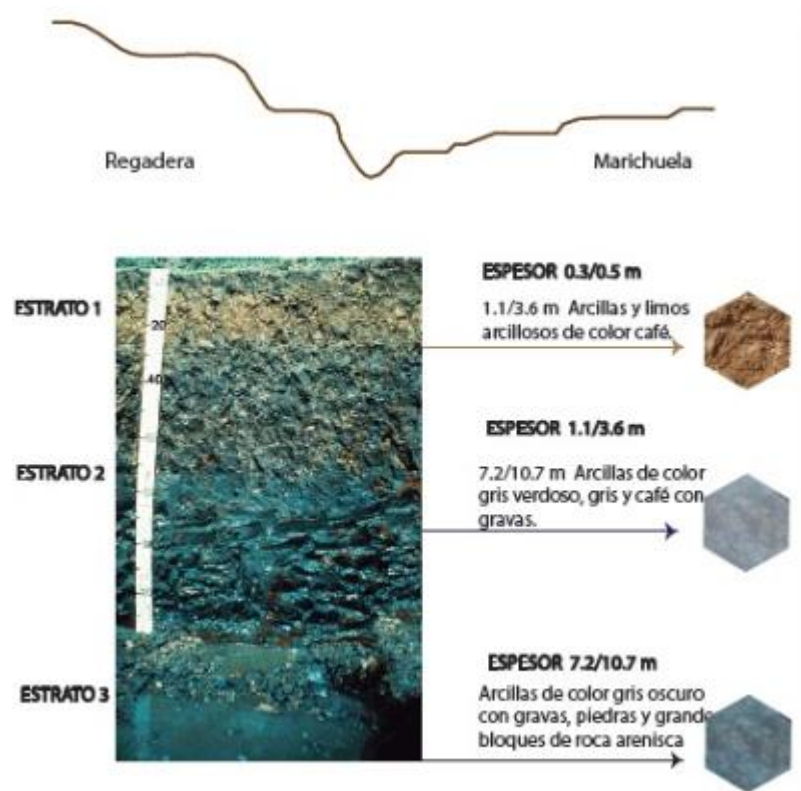 Regadera
Marichuela
ESTRATO 1
ESPESOR 0.3/0.5 m
1.1/3.6 m Arcillas y limos
arcillosos de color café.
20
40
ESTRATO 2
ESPESOR 1.1/3.6 m
7.2/10.7 m Arcillas de color
gris verdoso, gris y café con
gravas.
ESTRATO 3
ESPESOR 7.2/10.7 m
Arcillas de color gris oscuro
con gravas, piedras y grande
bloques de roca arenisca